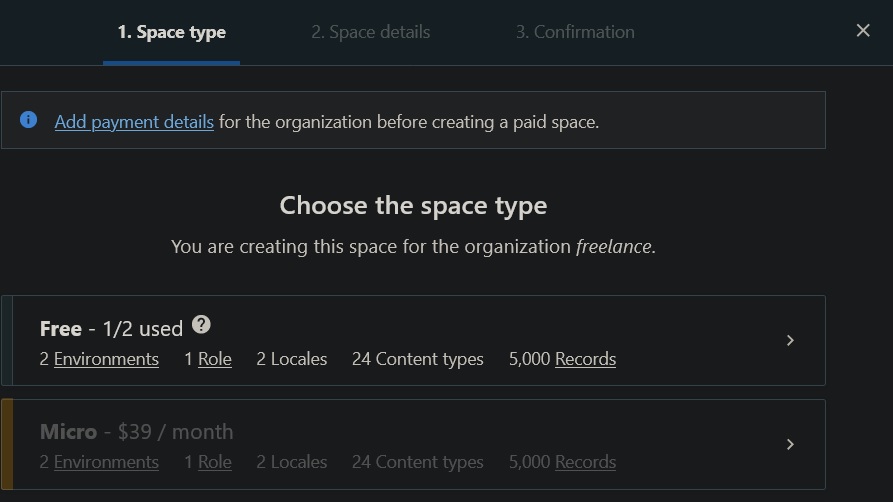 1. Space type 2. Space details 3. Confirmation
Add payment details for the organization before creating a paid space.
Choose the space type
You are creating this space for the organization freelance.
Free - 1/2 used
2 Environments 1 Role 2 Locales 24 Content types 5,000 Records
Micro - $39 / month
2 Environments 1 Role 2 Locales 24 Content types 5,000 Records